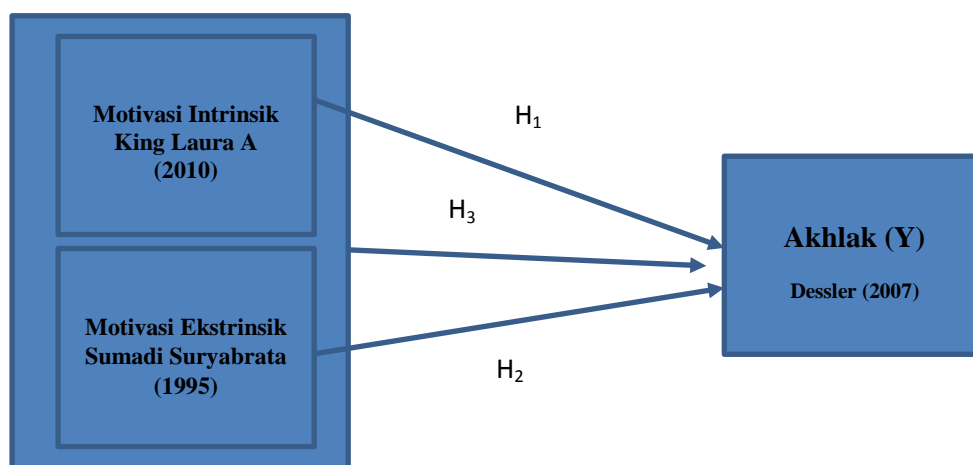 Motivasi Intrinsik
King Laura A
(2010)
H1
H3
Akhlak (Y)
Dessler (2007)
Motivasi Ekstrinsik
Sumadi Suryabrata
(1995)
H2